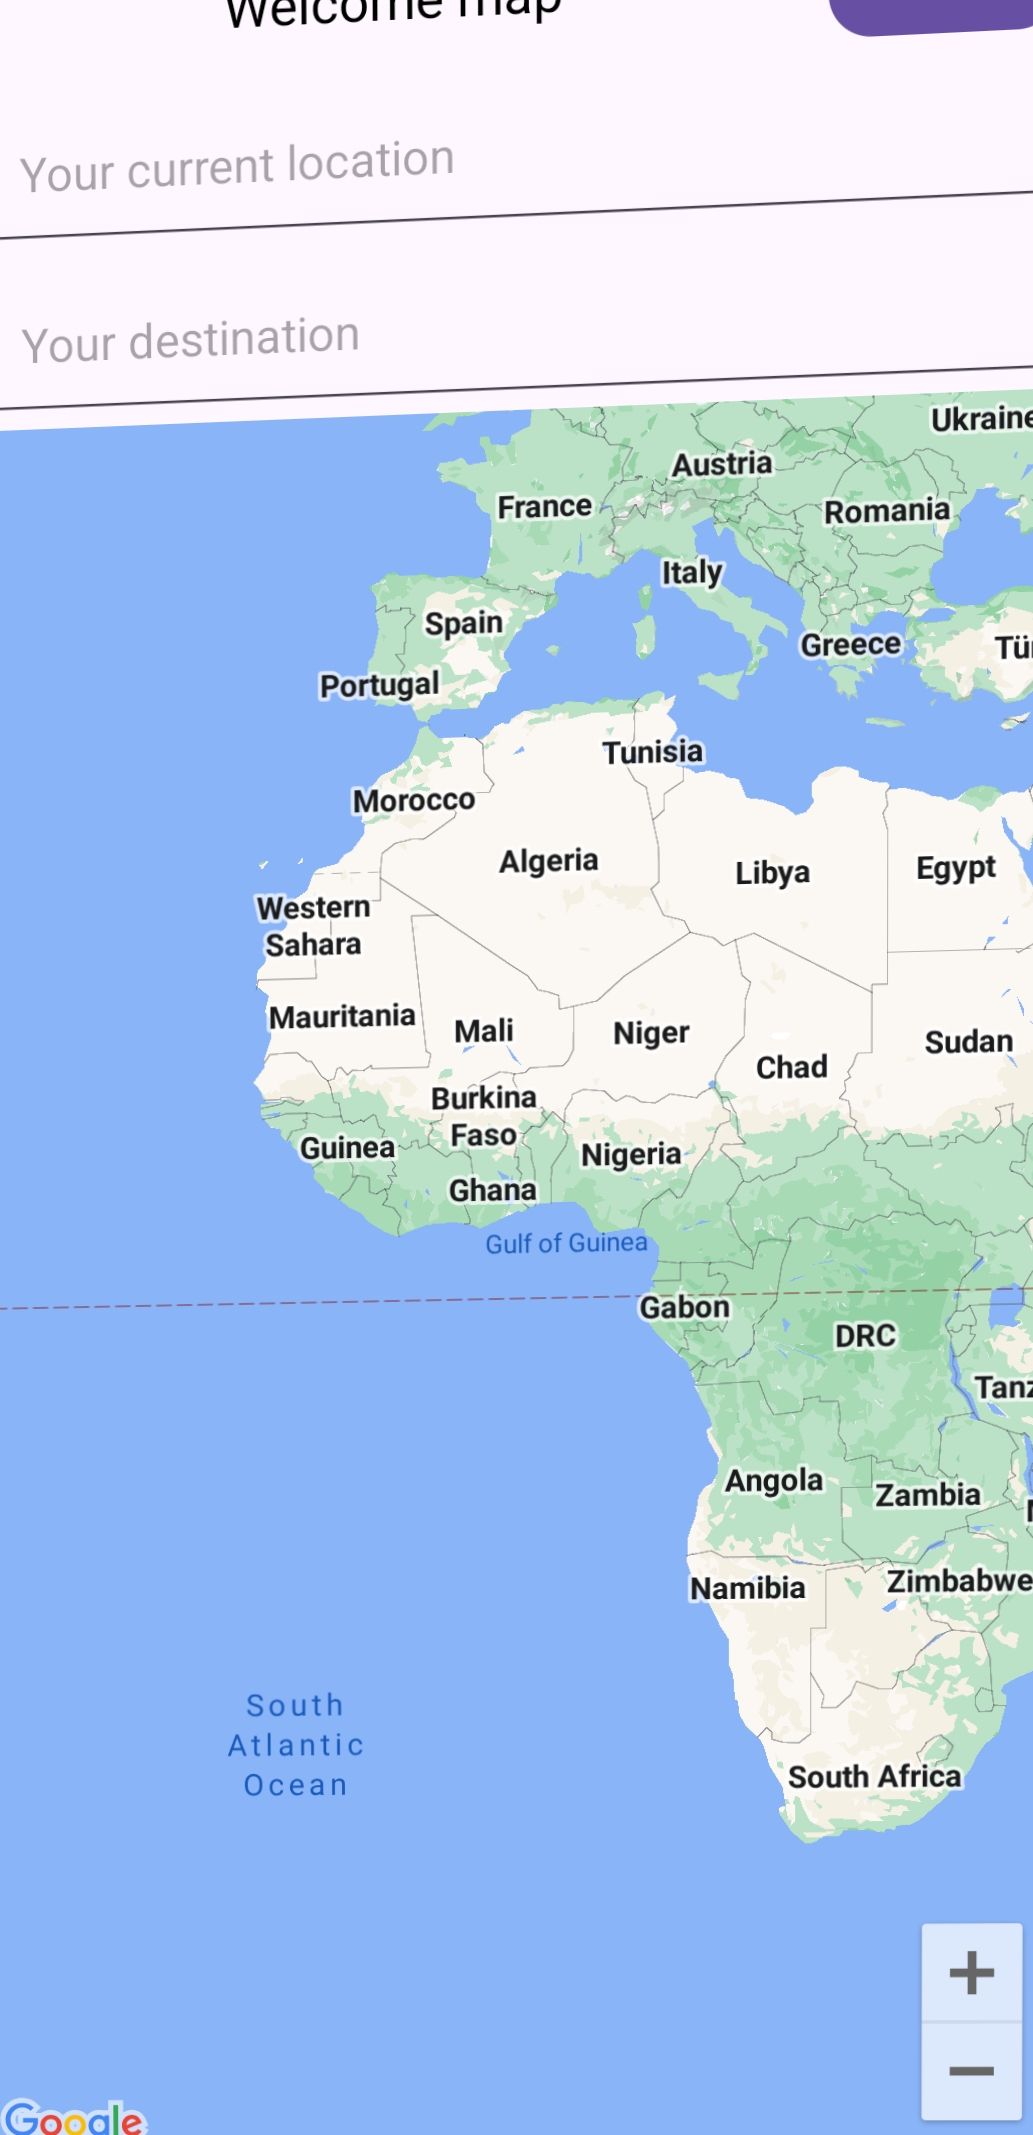 Welcome map
Your current location
Your destination
Ukraine
Austria
France
Romania
Italy
Spain
Greece
Portugal
Tunisia
Morocco
Algeria
Libya
Egypt
Western
Sahara
Mauritania
Mali
Niger
Sudan
Chad
Burkina
Faso
Guinea
Nigeria
Ghana
Gulf of Guinea
Gabon
DRC
Angola
Zambia
Namibia
Zimbabwe
South
Atlantic
Ocean
South Africa
+
−
Google